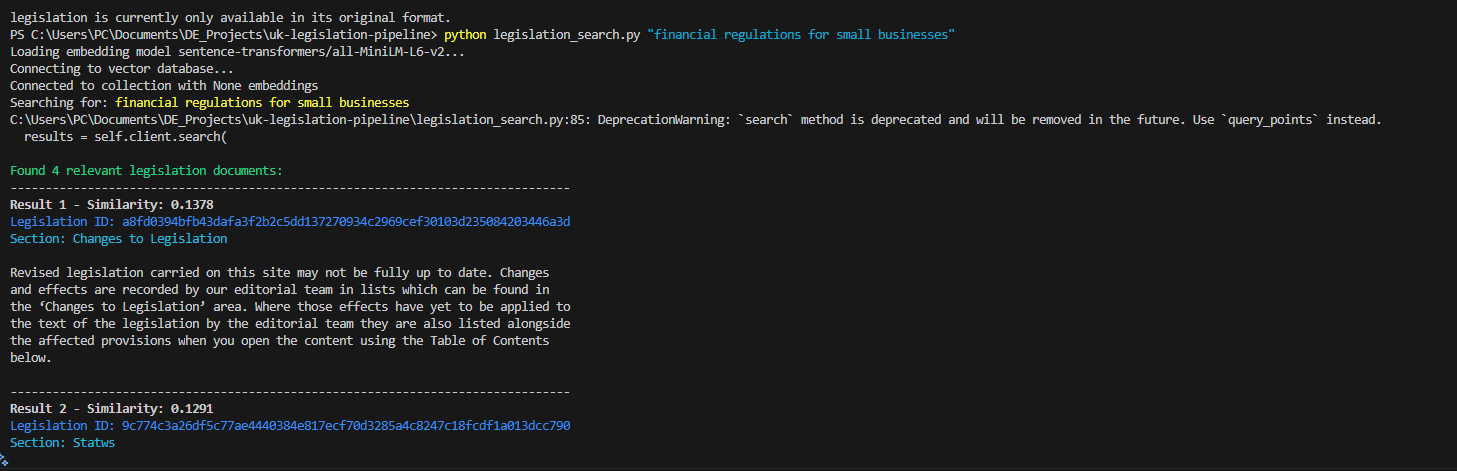 legislation is currently only available in its original format.
PS C:\Users\PC\Documents\DE_Projects\uk-legislation-pipeline> python legislation_search.py "financial regulations for small businesses"
Loading embedding model sentence-transformers/all-MiniLM-L6-v2...
Connecting to vector database...
Connected to collection with None embeddings
Searching for: financial regulations for small businesses
C:\Users\PC\Documents\DE_Projects\uk-legislation-pipeline\legislation_search.py:85: DeprecationWarning: `search` method is deprecated and will be removed in the future. Use `query_points` instead.
  results = self.client.search(
Found 4 relevant legislation documents:
--------------------------------------------------------------------------------
Result 1 - Similarity: 0.1378
Legislation ID: a8fd0394bfb43dafa3f2b2c5dd137270934c2969cef30103d235084203446a3d
Section: Changes to Legislation
Revised legislation carried on this site may not be fully up to date. Changes
and effects are recorded by our editorial team in lists which can be found in
the ‘Changes to Legislation’ area. Where those effects have yet to be applied to
the text of the legislation by the editorial team they are also listed alongside
the affected provisions when you open the content using the Table of Contents
below.
--------------------------------------------------------------------------------
Result 2 - Similarity: 0.1291
Legislation ID: 9c774c3a26df5c77ae4440384e817ecf70d3285a4c8247c18fcdf1a013dcc790
Section: Statws